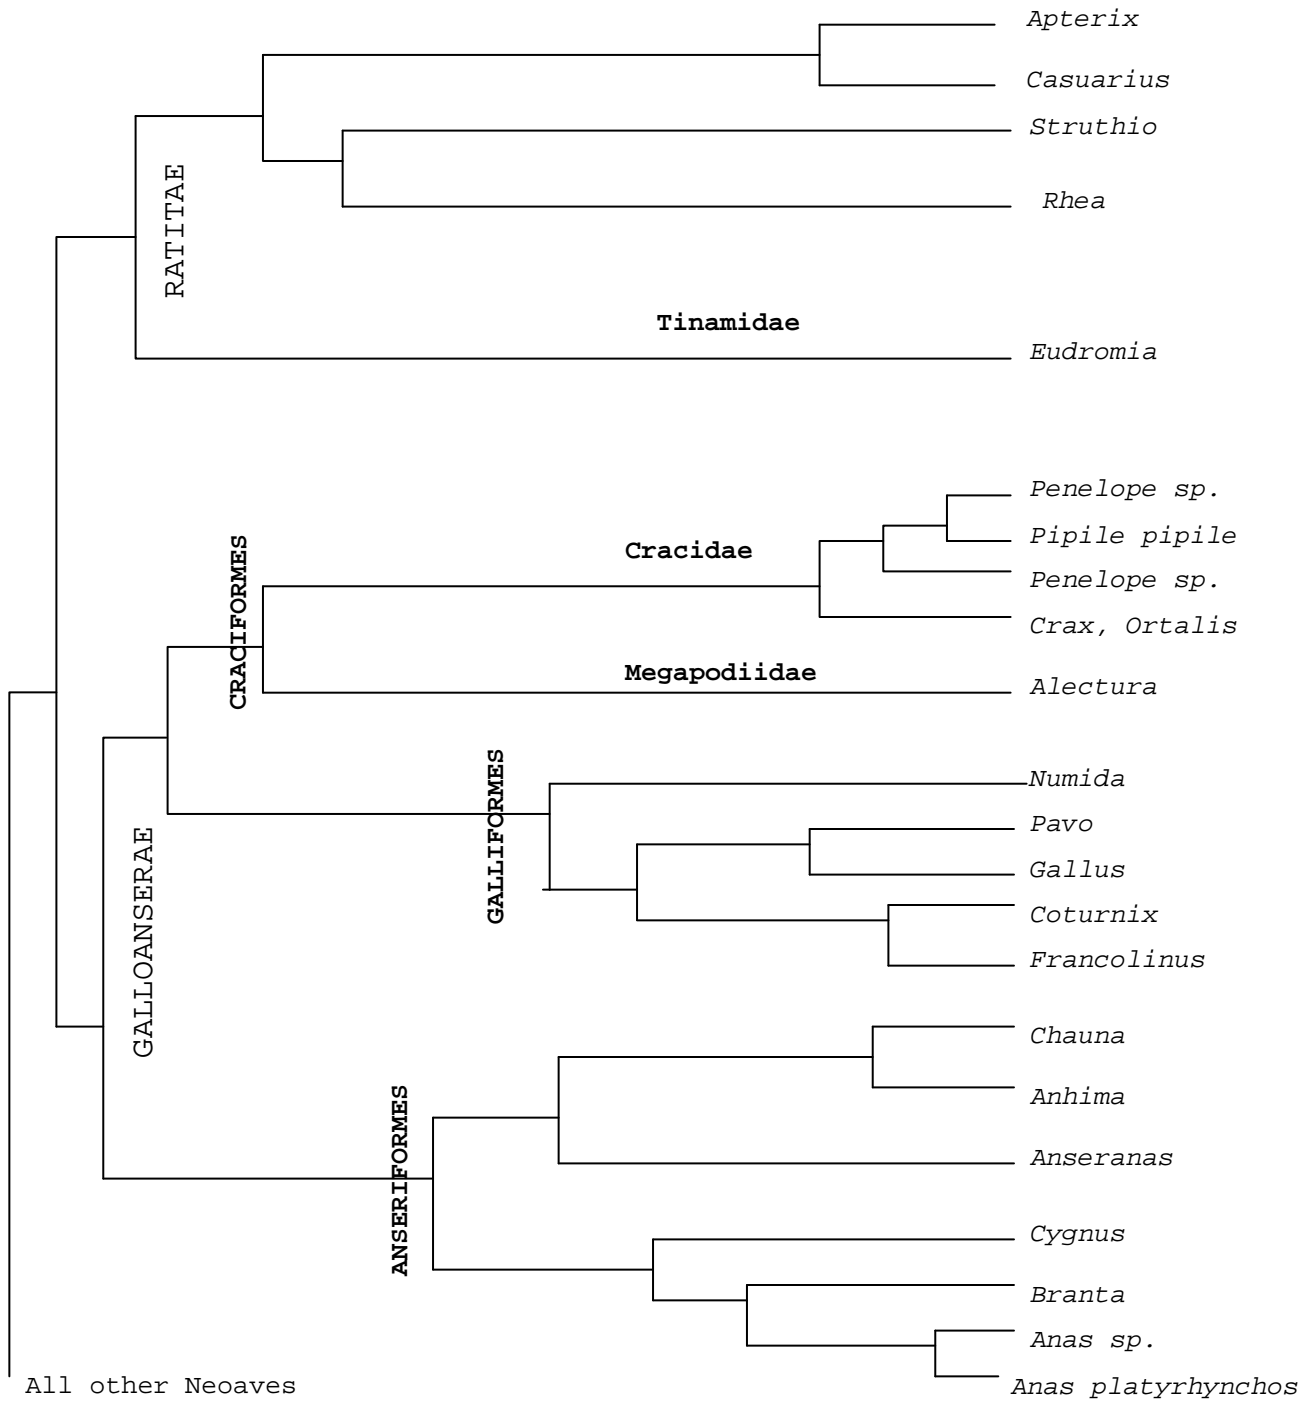 Apterix
Casuarius
Struthio
RATITAE
Rhea
Tinamidae
Eudromia
Penelope sp.
Pipile pipile
CRACIFORMES
Cracidae
Penelope sp.
Crax, Ortalis
Megapodiidae
Alectura
GALLIFORMES
Numida
Pavo
Gallus
GALLOANSERAE
Coturnix
Francolinus
Chauna
Anhima
ANSERIFORMES
Anseranas
Cygnus
Branta
Anas sp.
All other Neoaves
Anas platyrhynchos